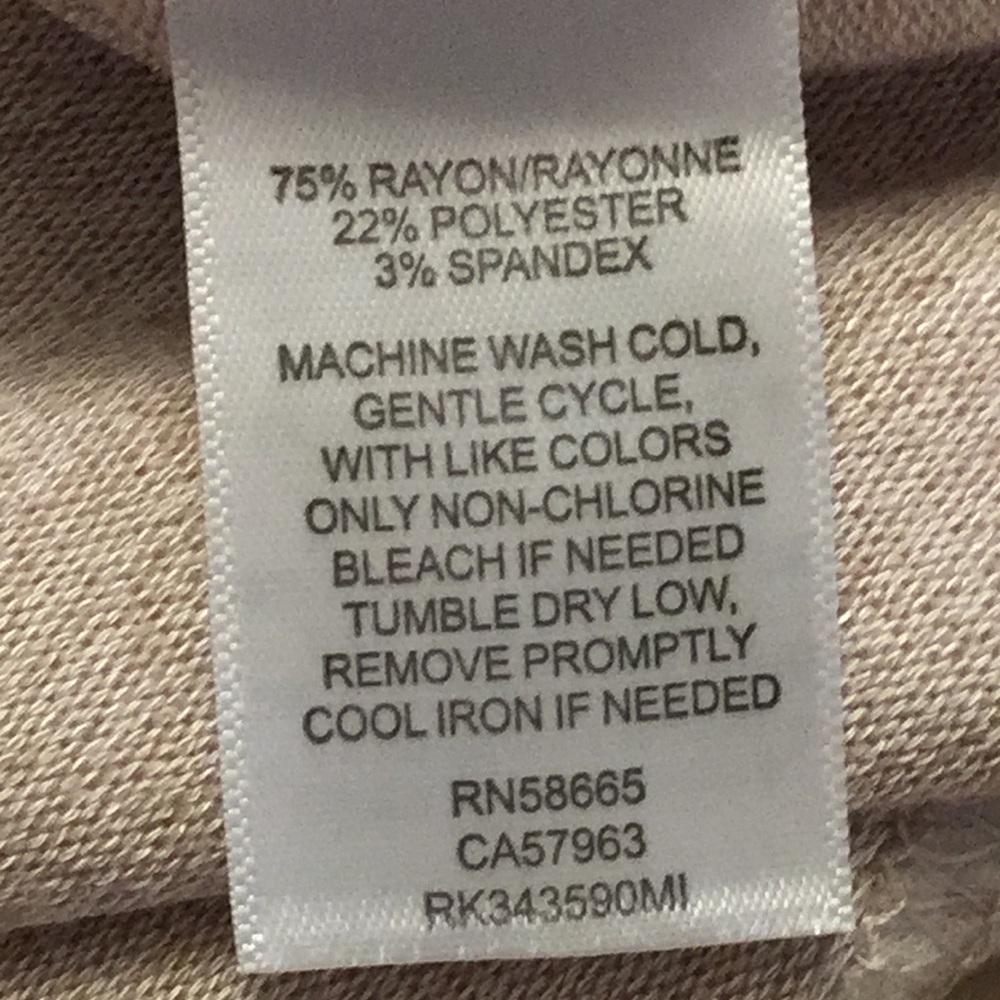 75% RAYON/RAYONNE
22% POLYESTER
3% SPANDEX
MACHINE WASH COLD,
GENTLE CYCLE,
WITH LIKE COLORS
ONLY NON-CHLORINE
BLEACH IF NEEDED
TUMBLE DRY LOW,
REMOVE PROMPTLY
COOL IRON IF NEEDED
RN58665
CA57963
RK343590MI